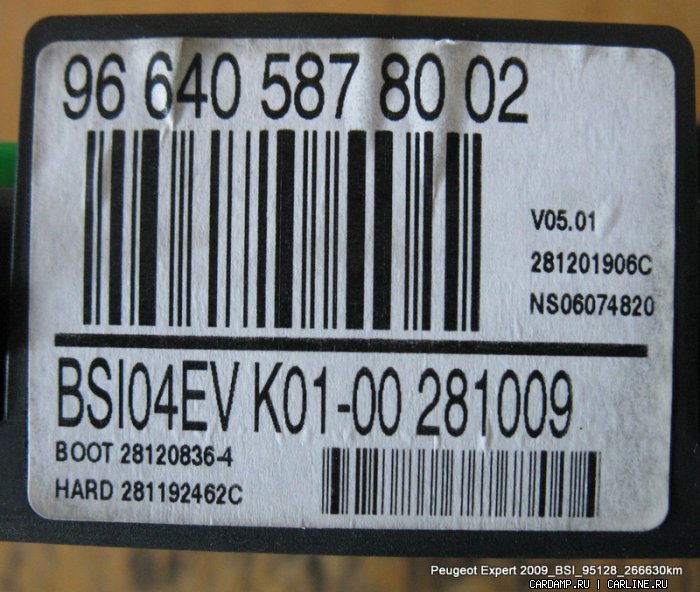 96 640 587 80 02
V05.01
281201906C
NS06074820
BSI04EV K01-00 281009
BOOT 28120836-4
HARD 281192462C
Peugeot Expert 2009_BSI_95128_266630km
CARDAMP.RU | CARLINE.RU